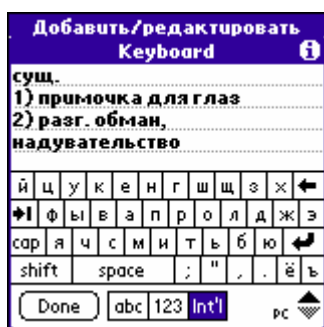 Добавить/редактировать
Keyboard
сущ.
1) примочка для глаз
2) разг. обман,
надувательство
й ц у к е н г ш щ з х
ф ы в а п р о л д ж э
cap я ч с м и т ь б ю
shift space ; " , . ё ъ
Done abc 123 Int'l PC